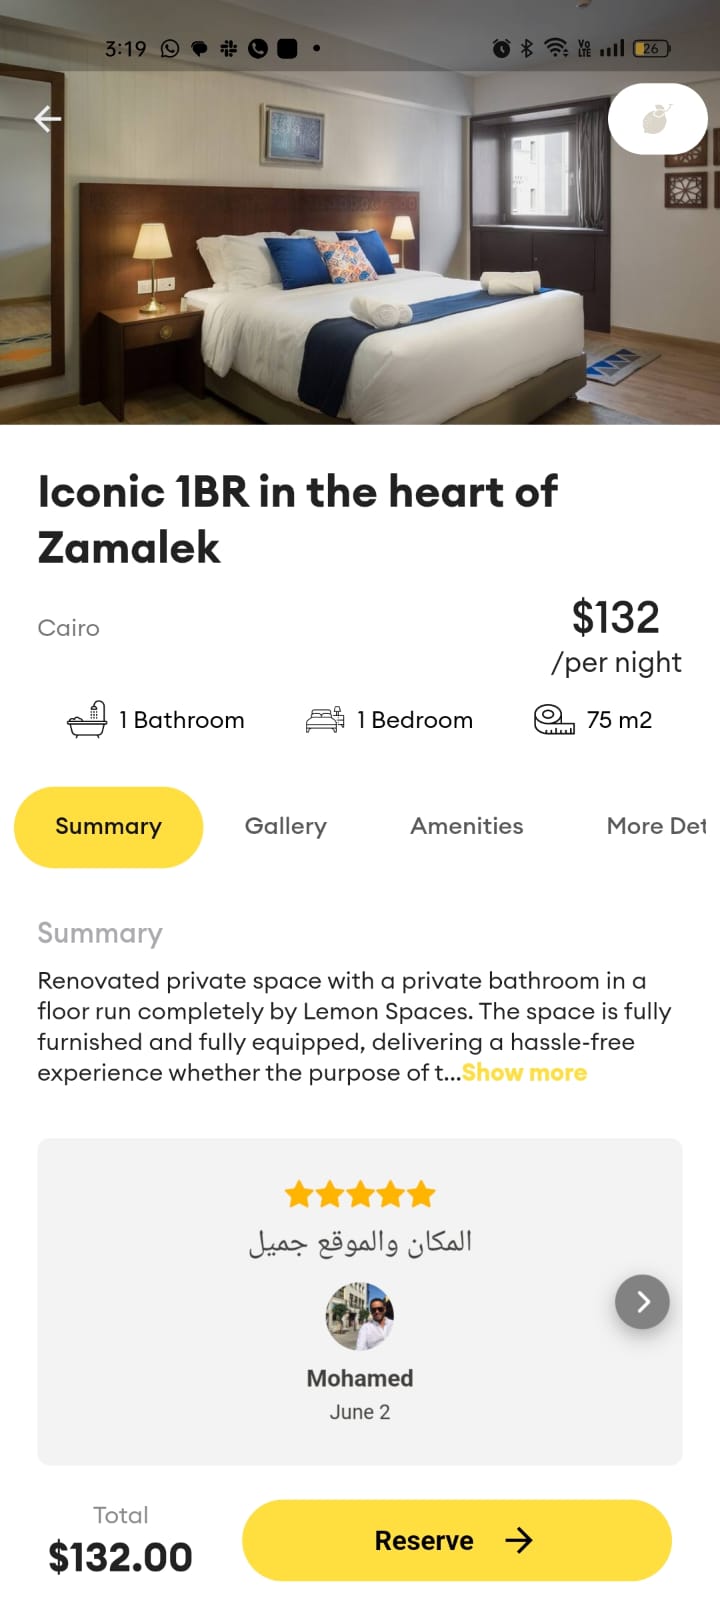 3:19
Vo
LTE
26
Iconic 1BR in the heart of
Zamalek
Cairo
$132
/per night
1 Bathroom
1 Bedroom
75 m2
Summary
Gallery
Amenities
More Det
Summary
Renovated private space with a private bathroom in a
floor run completely by Lemon Spaces. The space is fully
furnished and fully equipped, delivering a hassle-free
experience whether the purpose of t...Show more
المكان والموقع جميل
Mohamed
June 2
Total
$132.00
Reserve